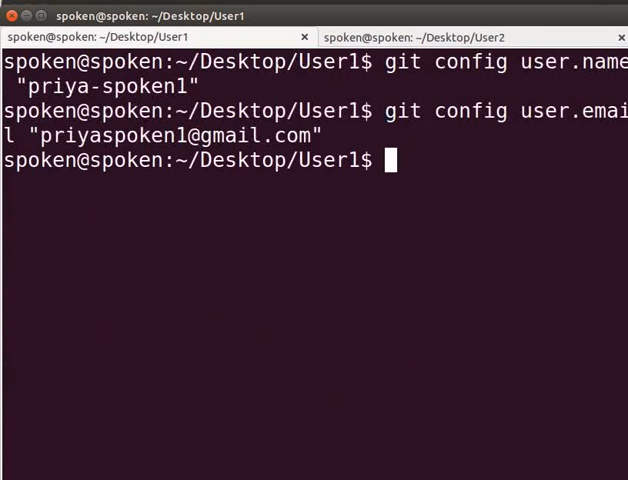 spoken@spoken: ~/Desktop/User1
spoken@spoken: ~/Desktop/User1 × spoken@spoken: ~/Desktop/User2 ×
spoken@spoken:~/Desktop/User1$ git config user.name
"priya-spoken1"
spoken@spoken:~/Desktop/User1$ git config user.emai
l "priyaspoken1@gmail.com"
spoken@spoken:~/Desktop/User1$